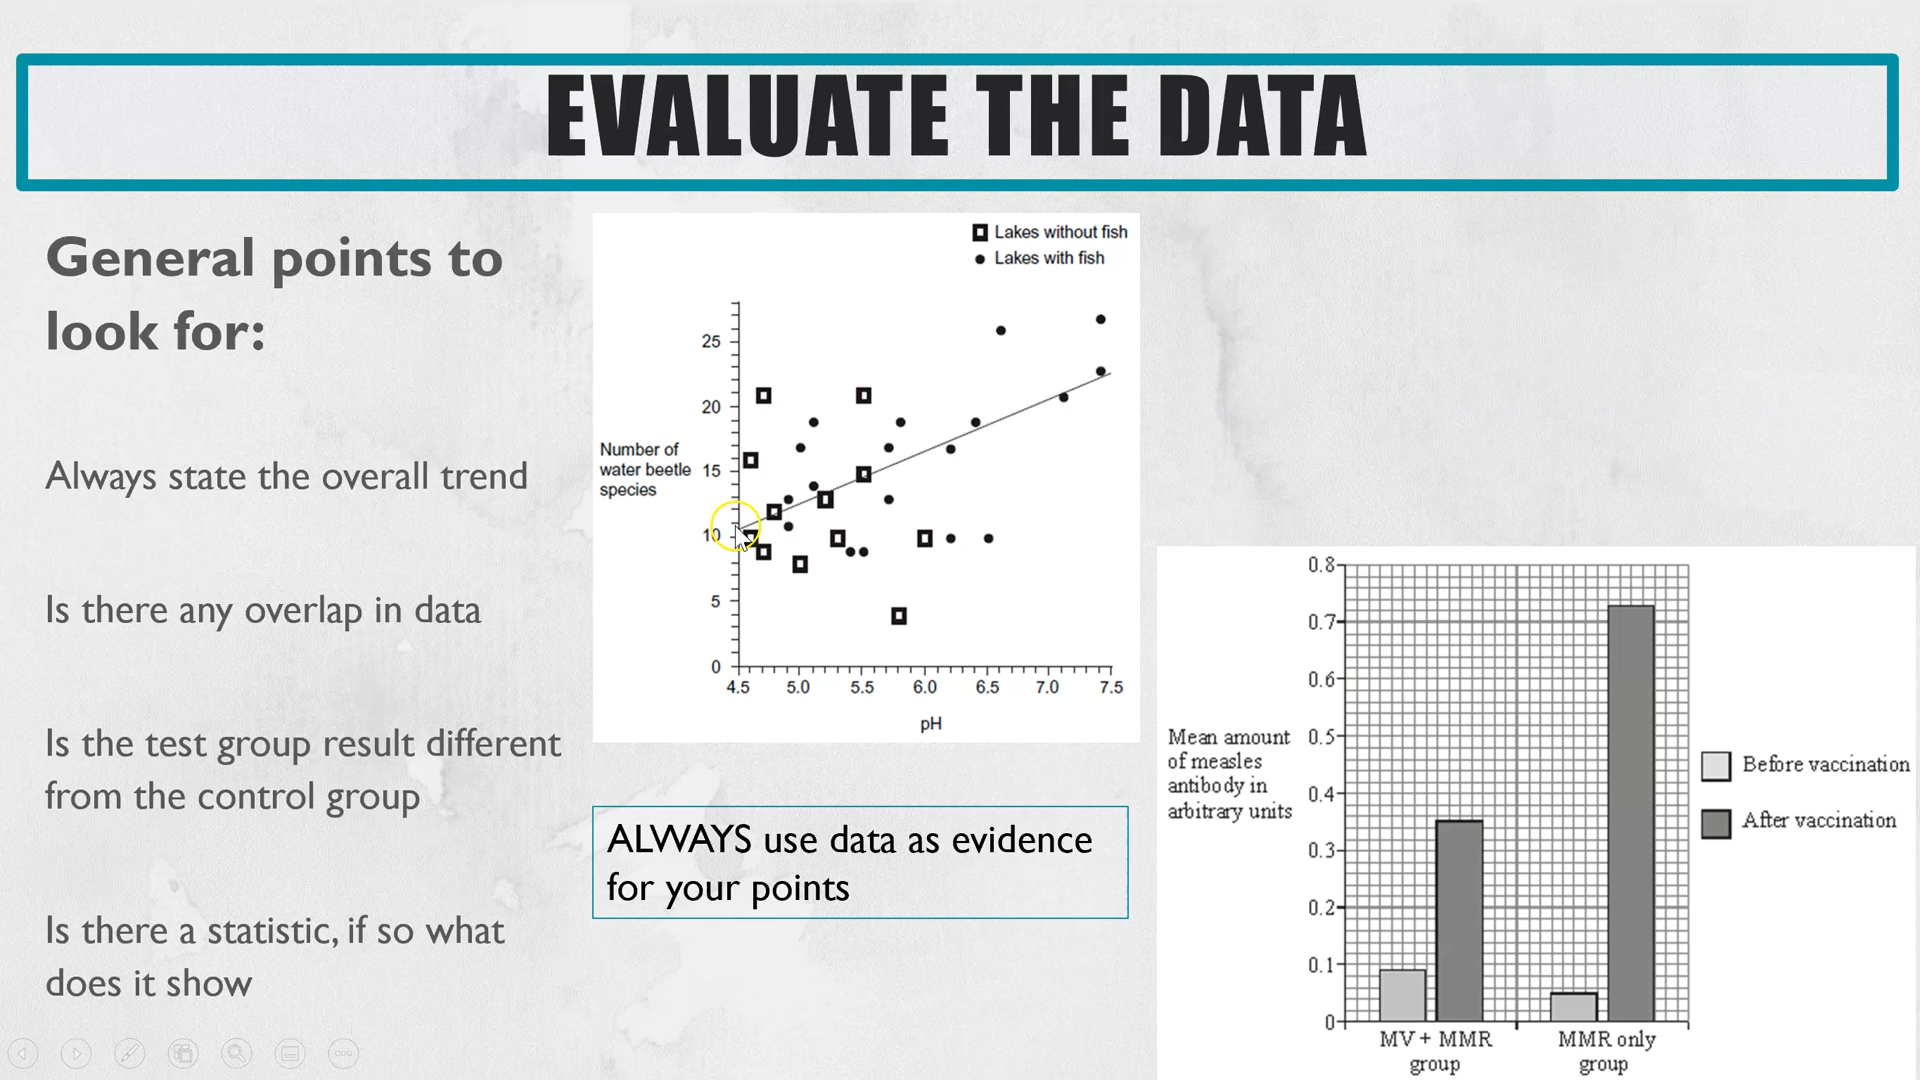 EVALUATE THE DATA
General points to
look for:
Always state the overall trend
Is there any overlap in data
Is the test group result different
from the control group
Is there a statistic, if so what
does it show
Lakes without fish
Lakes with fish
25
20
15
10
5
0
Number of
water beetle
species
4.5 5.0 5.5 6.0 6.5 7.0 7.5
pH
ALWAYS use data as evidence
for your points
0.8
0.7
0.6
0.5
0.4
0.3
0.2
0.1
0
Mean amount
of measles
antibody in
arbitrary units
Before vaccination
After vaccination
MV + MMR
group
MMR only
group